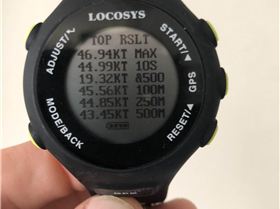 LOCOSYS
ADJUST/
START/
TOP RSLT
46.94KT MAX
44.99KT 10S
19.32KT &500
45.56KT 100M
44.85KT 250M
43.45KT 500M
GPS
MODE/BACK
RESET/